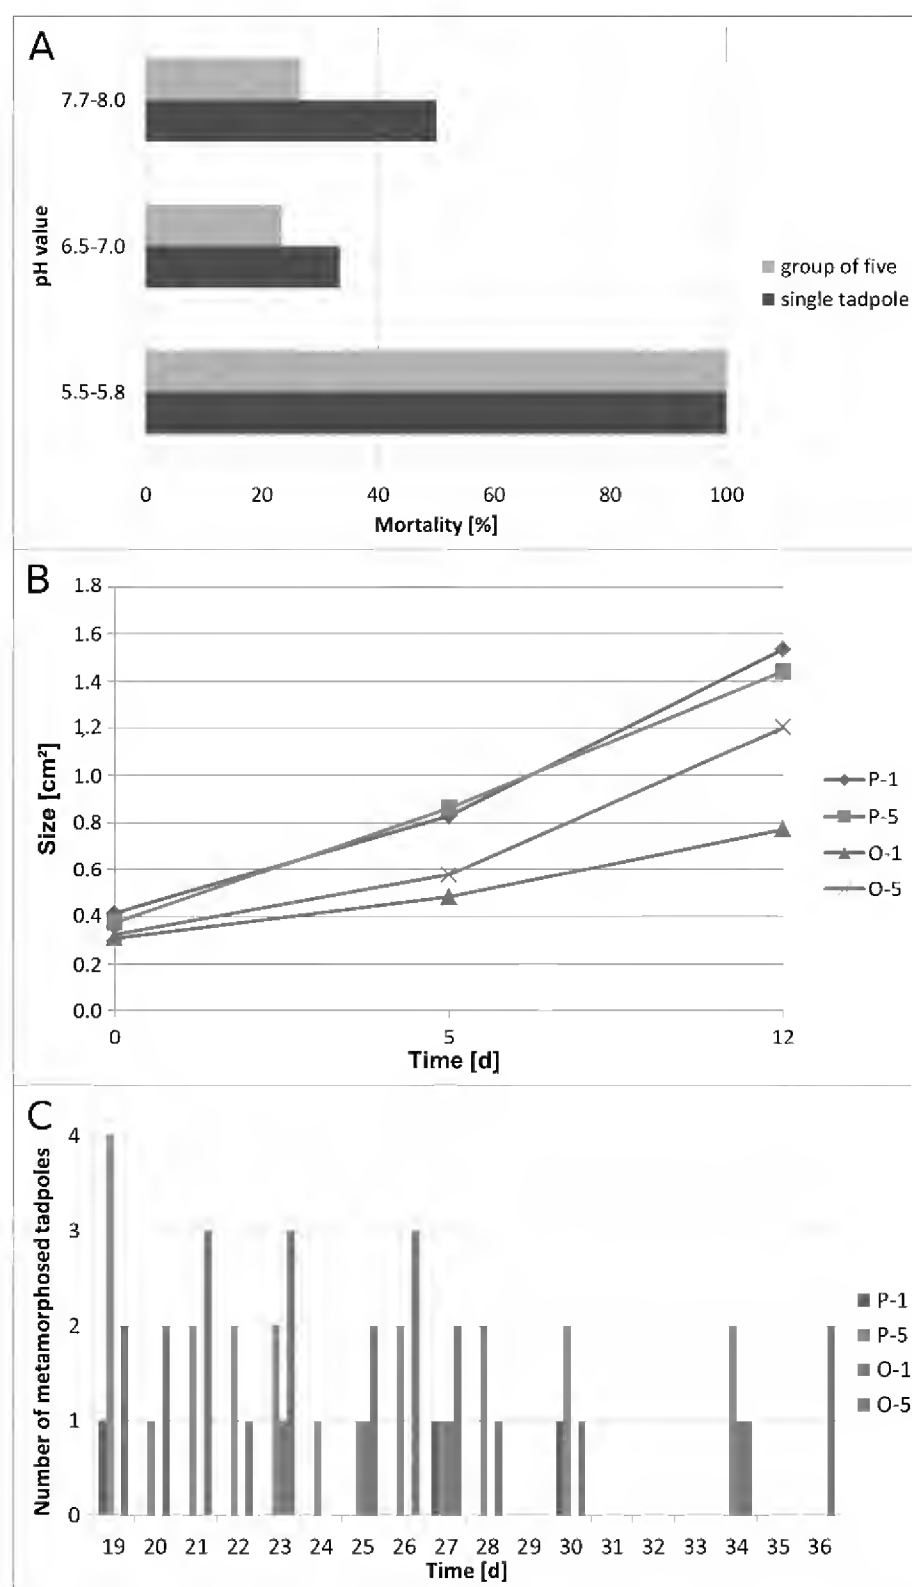 A
pH value
7.7-8.0
6.5-7.0
5.5-5.8
group of five
single tadpole
0 20 40 60 80 100
Mortality [%]
B
Size [cm²]
1.8
1.6
1.4
1.2
1.0
0.8
0.6
0.4
0.2
0.0
P-1
P-5
O-1
O-5
0 5 12
Time [d]
C
Number of metamorphosed tadpoles
4
3
2
1
0
P-1
P-5
O-1
O-5
19 20 21 22 23 24 25 26 27 28 29 30 31 32 33 34 35 36
Time [d]